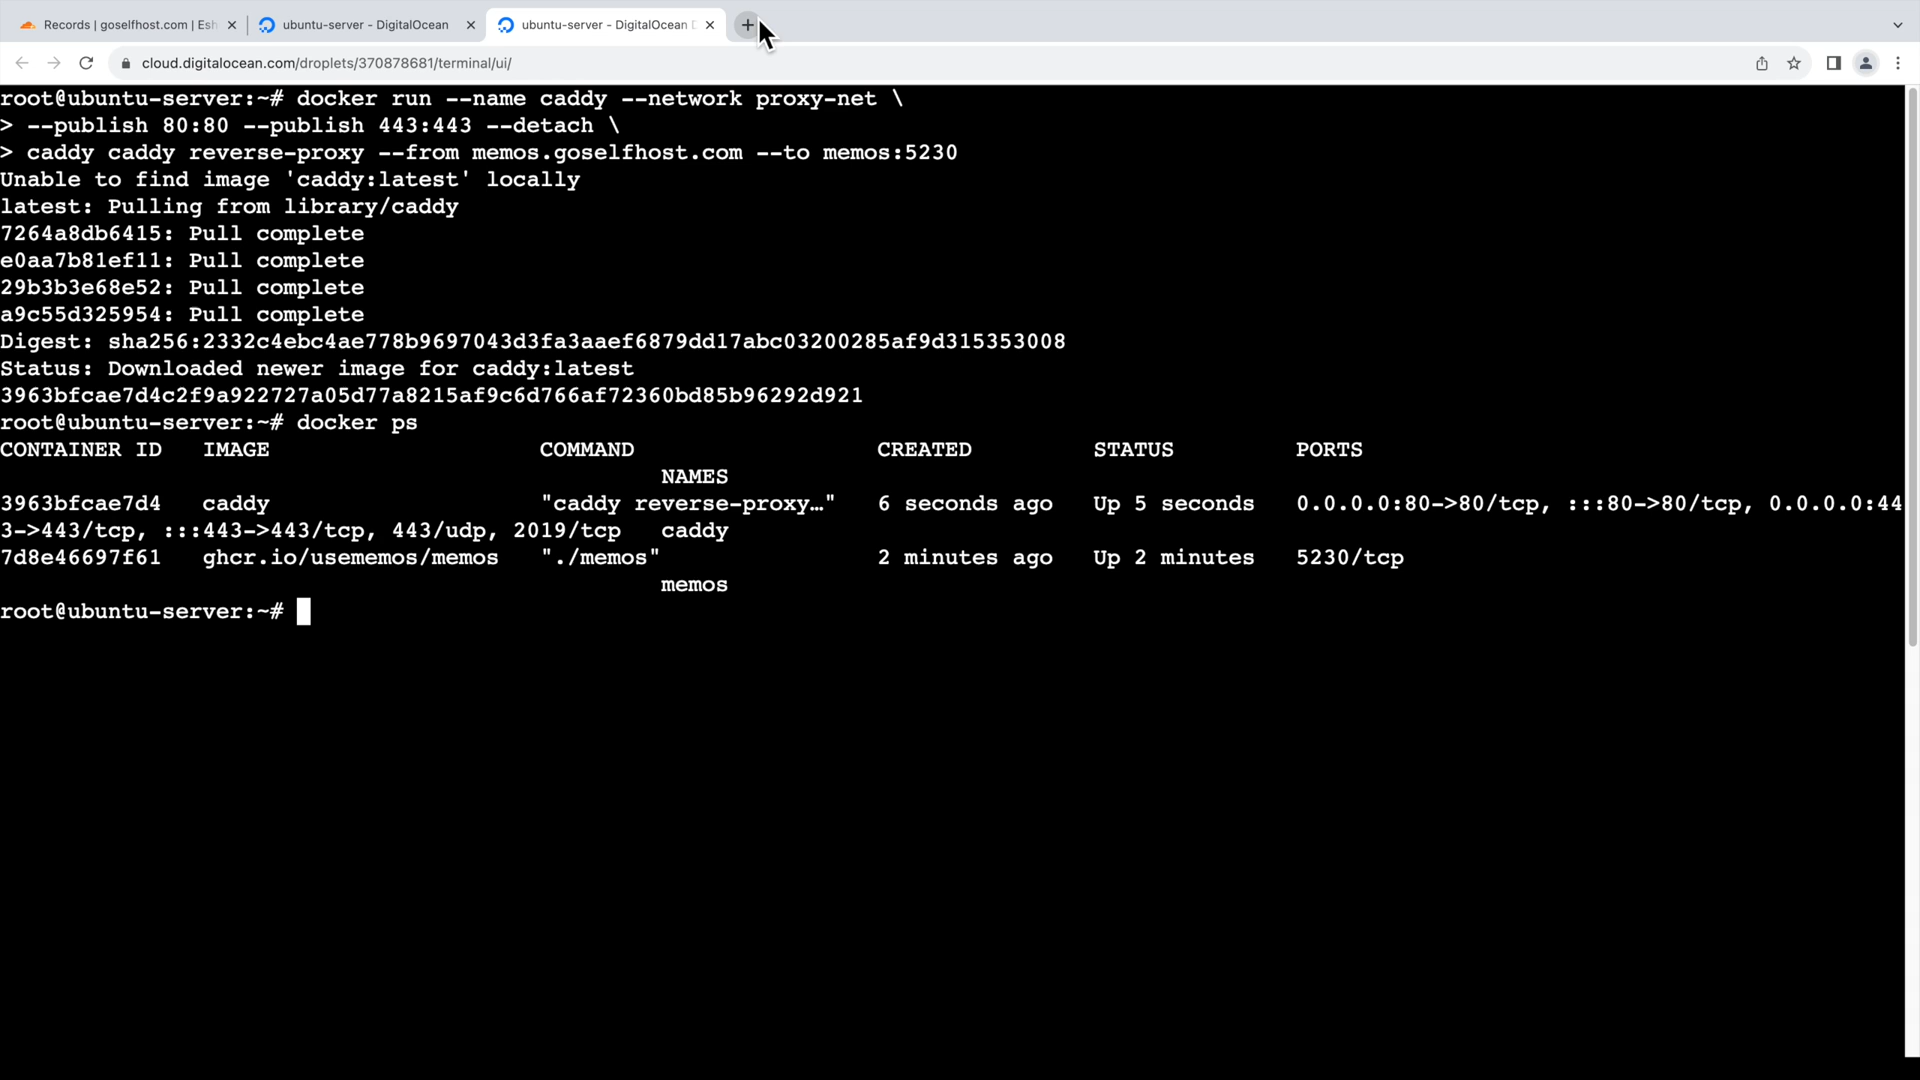 Records | goselfhost.com | Esh
ubuntu-server - DigitalOcean
ubuntu-server - DigitalOcean D
cloud.digitalocean.com/droplets/370878681/terminal/ui/
root@ubuntu-server:~# docker run --name caddy --network proxy-net \
> --publish 80:80 --publish 443:443 --detach \
> caddy caddy reverse-proxy --from memos.goselfhost.com --to memos:5230
Unable to find image 'caddy:latest' locally
latest: Pulling from library/caddy
7264a8db6415: Pull complete
e0aa7b81ef11: Pull complete
29b3b3e68e52: Pull complete
a9c55d325954: Pull complete
Digest: sha256:2332c4ebc4ae778b9697043d3fa3aaef6879dd17abc03200285af9d315353008
Status: Downloaded newer image for caddy:latest
3963bfcae7d4c2f9a922727a05d77a8215af9c6d766af72360bd85b96292d921
root@ubuntu-server:~# docker ps
CONTAINER ID   IMAGE                    COMMAND                  CREATED         STATUS         PORTS
NAMES
3963bfcae7d4   caddy                    "caddy reverse-proxy…"   6 seconds ago   Up 5 seconds   0.0.0.0:80->80/tcp, :::80->80/tcp, 0.0.0.0:44
3->443/tcp, :::443->443/tcp, 443/udp, 2019/tcp   caddy
7d8e46697f61   ghcr.io/usememos/memos   "./memos"                2 minutes ago   Up 2 minutes   5230/tcp
memos
root@ubuntu-server:~#